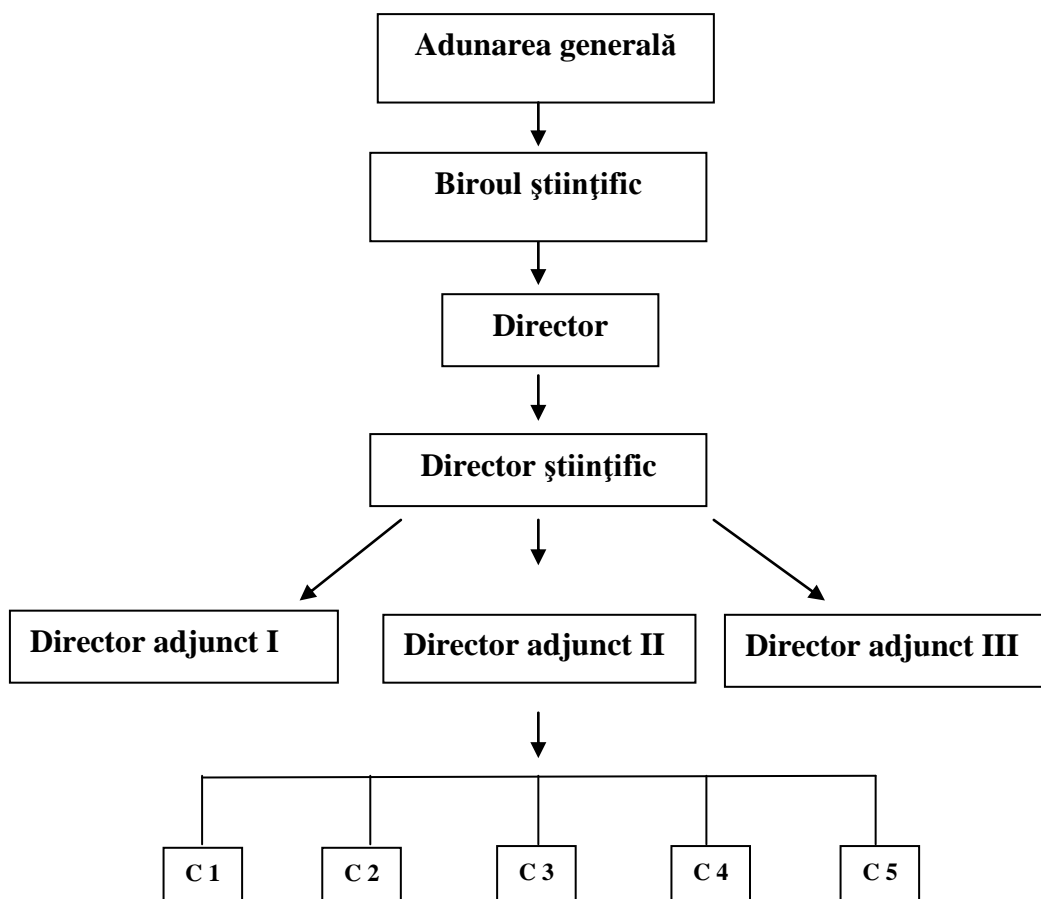 Adunarea generală
Biroul ştiinţific
Director
Director ştiinţific
Director adjunct I
Director adjunct II
Director adjunct III
C 1
C 2
C 3
C 4
C 5